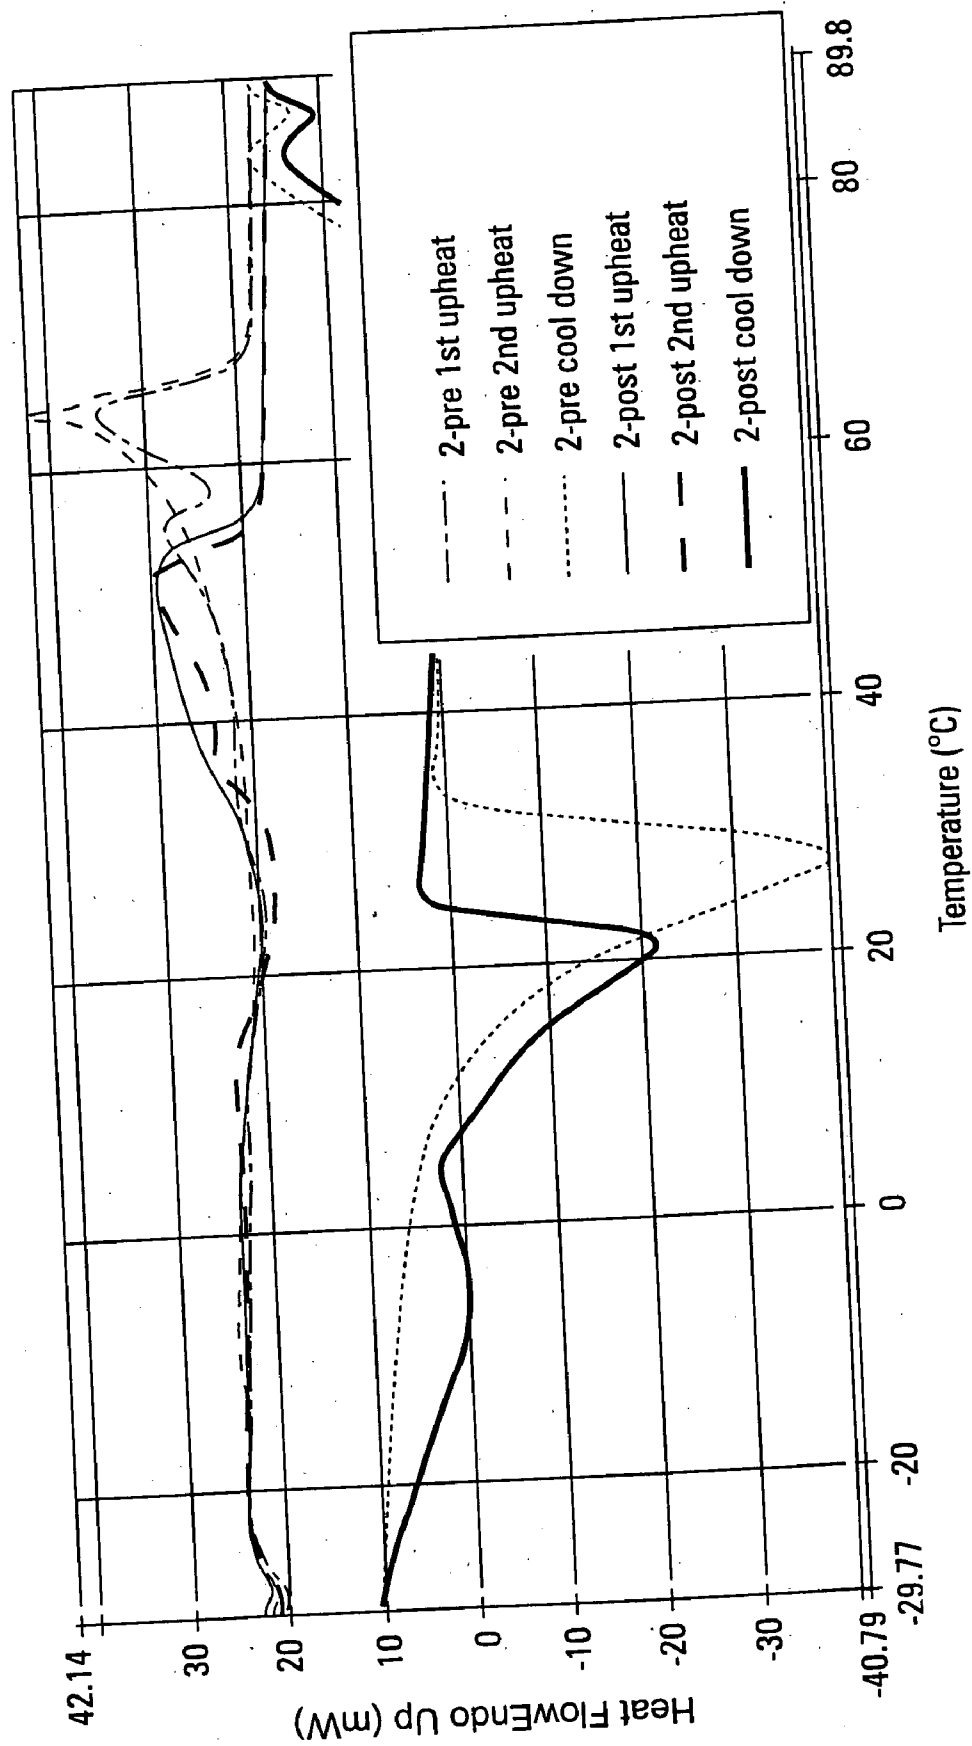 Heat FlowEndo Up (mW)
42.14
30
20
10
0
-10
-20
-30
-40.79
-29.77
-20
0
20
40
60
80
89.8
Temperature (°C)
2-pre 1st upheat
2-pre 2nd upheat
2-pre cool down
2-post 1st upheat
2-post 2nd upheat
2-post cool down